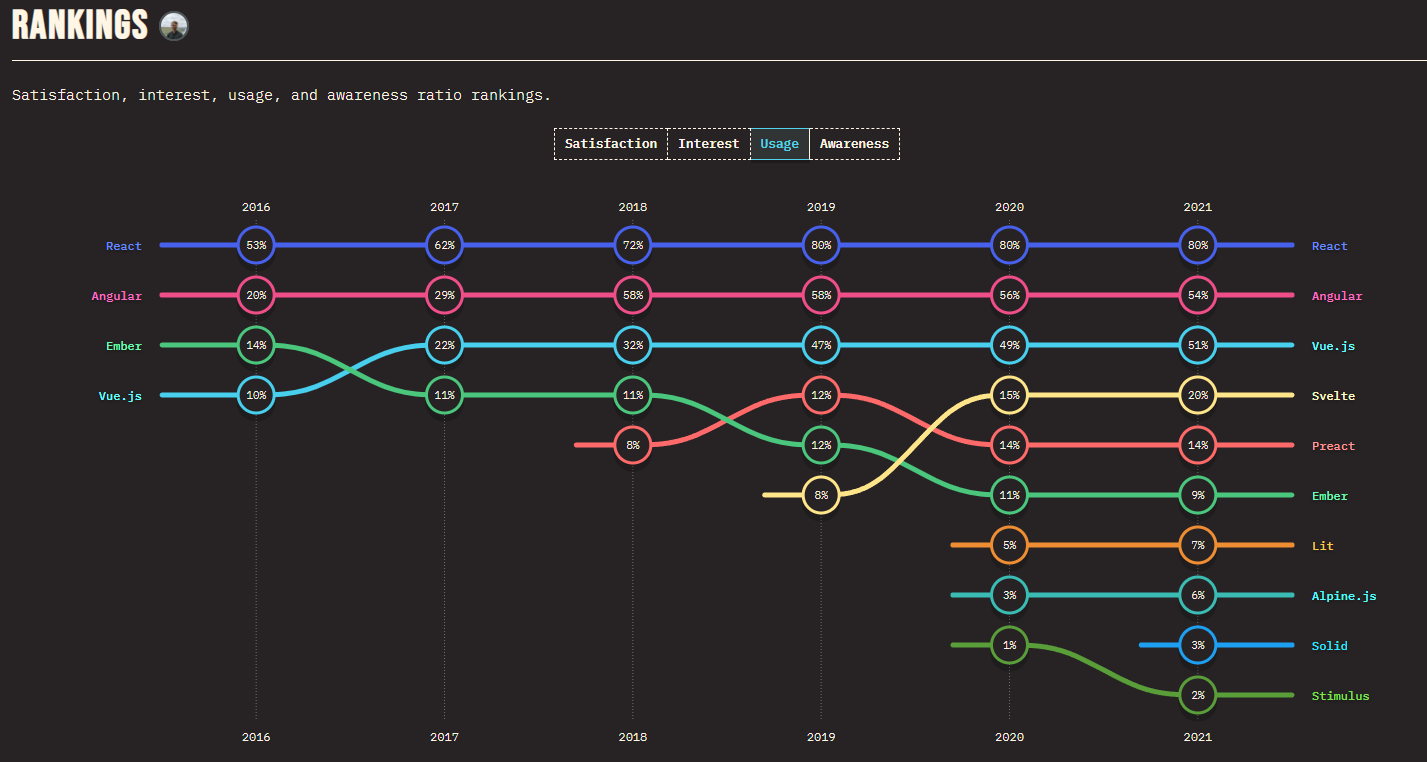 RANKINGS
Satisfaction, interest, usage, and awareness ratio rankings.
Satisfaction Interest Usage Awareness
2016 2017 2018 2019 2020 2021
React 53% 62% 72% 80% 80% 80% React
Angular 20% 29% 58% 58% 56% 54% Angular
Ember 14% 22% 32% 47% 49% 51% Vue.js
Vue.js 10% 11% 11% 12% 15% 20% Svelte
8% 12% 14% 14% Preact
8% 11% 9% Ember
5% 7% Lit
3% 6% Alpine.js
1% 3% Solid
2% Stimulus
2016 2017 2018 2019 2020 2021